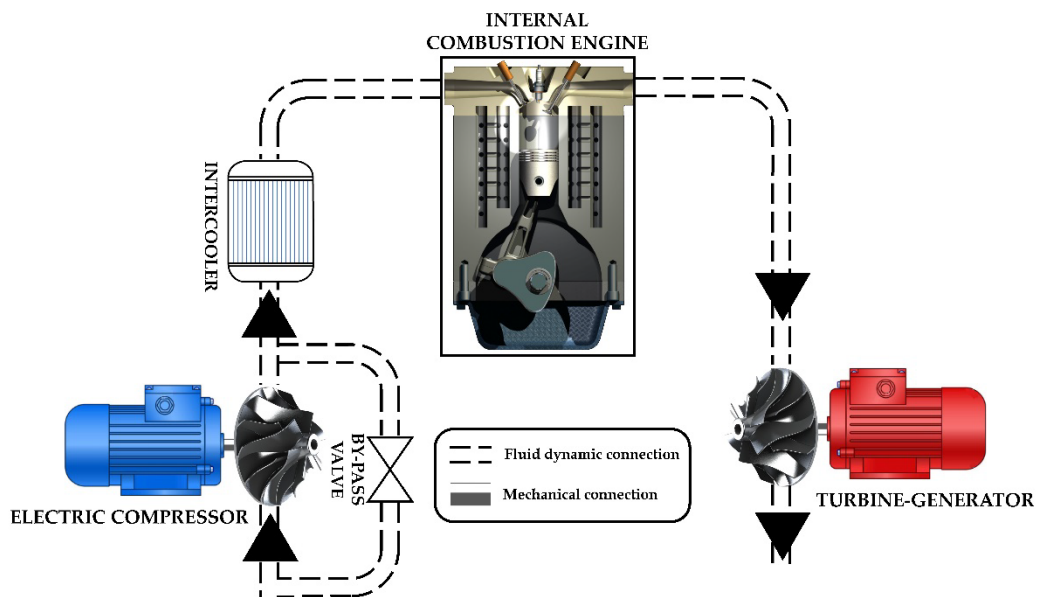 INTERNAL
COMBUSTION ENGINE
INTERCOOLER
BY-PASS
VALVE
Fluid dynamic connection
Mechanical connection
ELECTRIC COMPRESSOR
TURBINE-GENERATOR